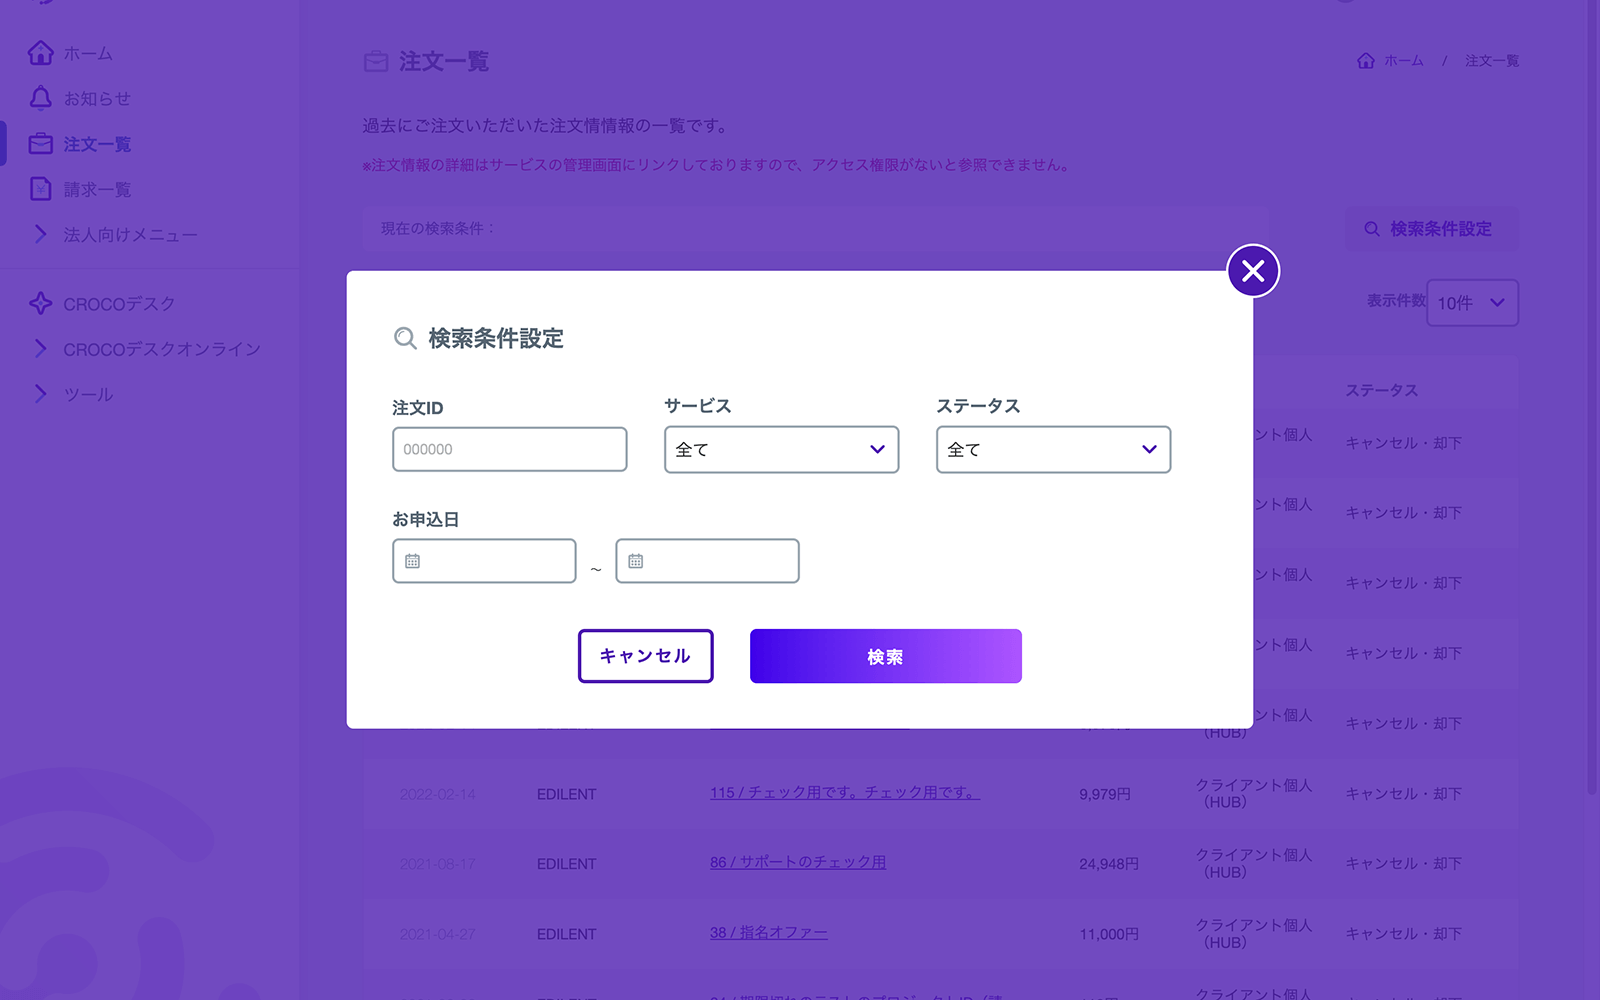 ホーム
お知らせ
注文一覧
請求一覧
法人向けメニュー
CROCOデスク
CROCOデスクオンライン
ツール
注文一覧
ホーム / 注文一覧
過去にご注文いただいた注文情情報の一覧です。
※注文情報の詳細はサービスの管理画面にリンクしておりますので、アクセス権限がないと参照できません。
現在の検索条件：
検索条件設定
表示件数 10件
検索条件設定
注文ID
000000
サービス
全て
ステータス
全て
お申込日
～
キャンセル
検索
ステータス
ント個人 キャンセル・却下
ント個人 キャンセル・却下
ント個人 キャンセル・却下
ント個人 キャンセル・却下
ント個人 キャンセル・却下
（HUB）
2022-02-14 EDILENT 115 / チェック用です。チェック用です。 9,979円 クライアント個人（HUB） キャンセル・却下
2021-08-17 EDILENT 86 / サポートのチェック用 24,948円 クライアント個人（HUB） キャンセル・却下
2021-04-27 EDILENT 38 / 指名オファー 11,000円 クライアント個人（HUB） キャンセル・却下
クライアント個人